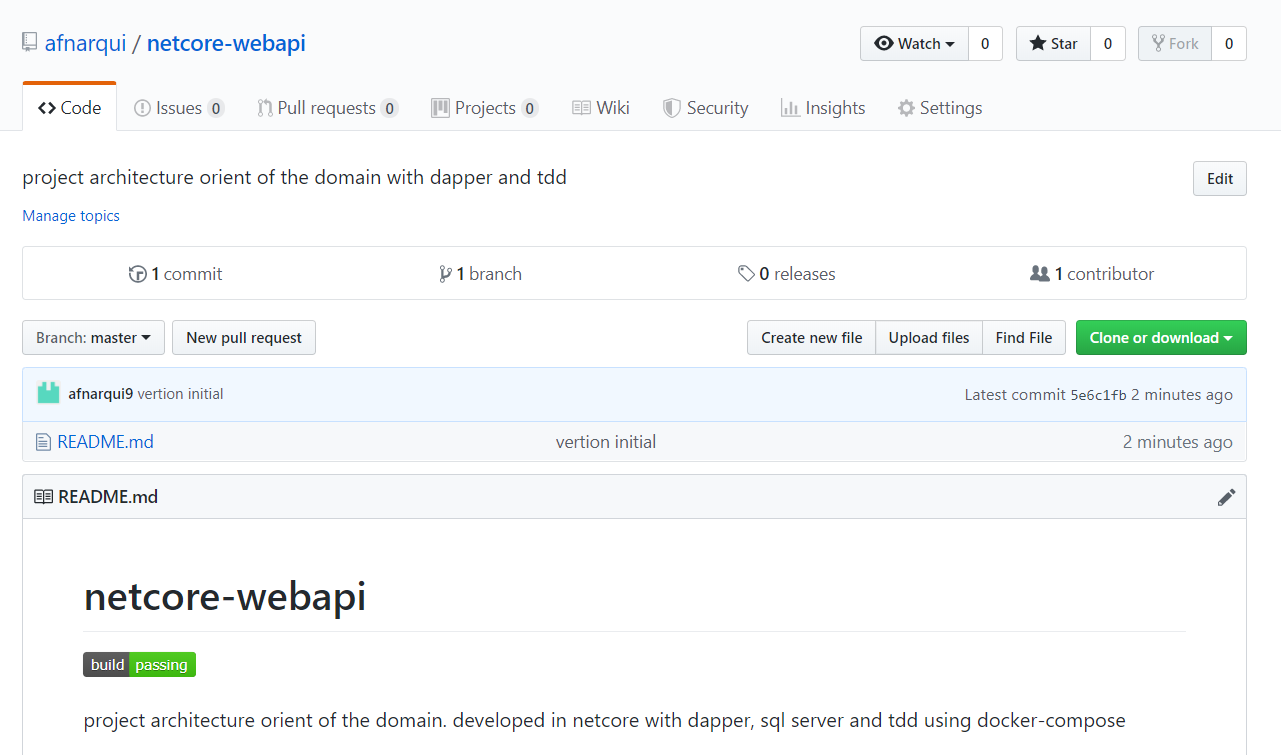 afnarqui / netcore-webapi
Watch 0 Star 0 Fork 0
Code Issues 0 Pull requests 0 Projects 0 Wiki Security Insights Settings
project architecture orient of the domain with dapper and tdd Edit
Manage topics
1 commit 1 branch 0 releases 1 contributor
Branch: master New pull request Create new file Upload files Find File Clone or download
afnarqui9 vertion initial Latest commit 5e6c1fb 2 minutes ago
README.md vertion initial 2 minutes ago
README.md
netcore-webapi
build passing
project architecture orient of the domain. developed in netcore with dapper, sql server and tdd using docker-compose